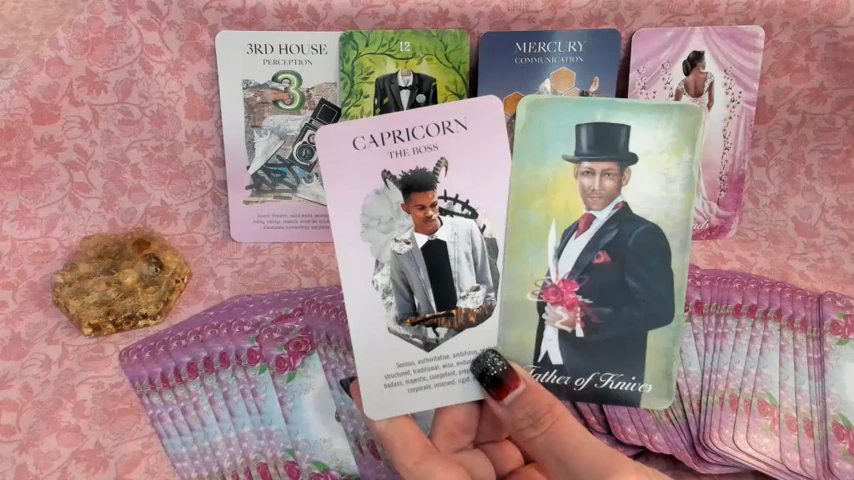 3RD HOUSE
PERCEPTION
3
12
MERCURY
COMMUNICATION
CAPRICORN
THE BOSS
Serious, authoritative, ambitious,
structured, traditional, wise,
badass, majestic, competent,
corporate, reserved, rigid,
Father of Knives